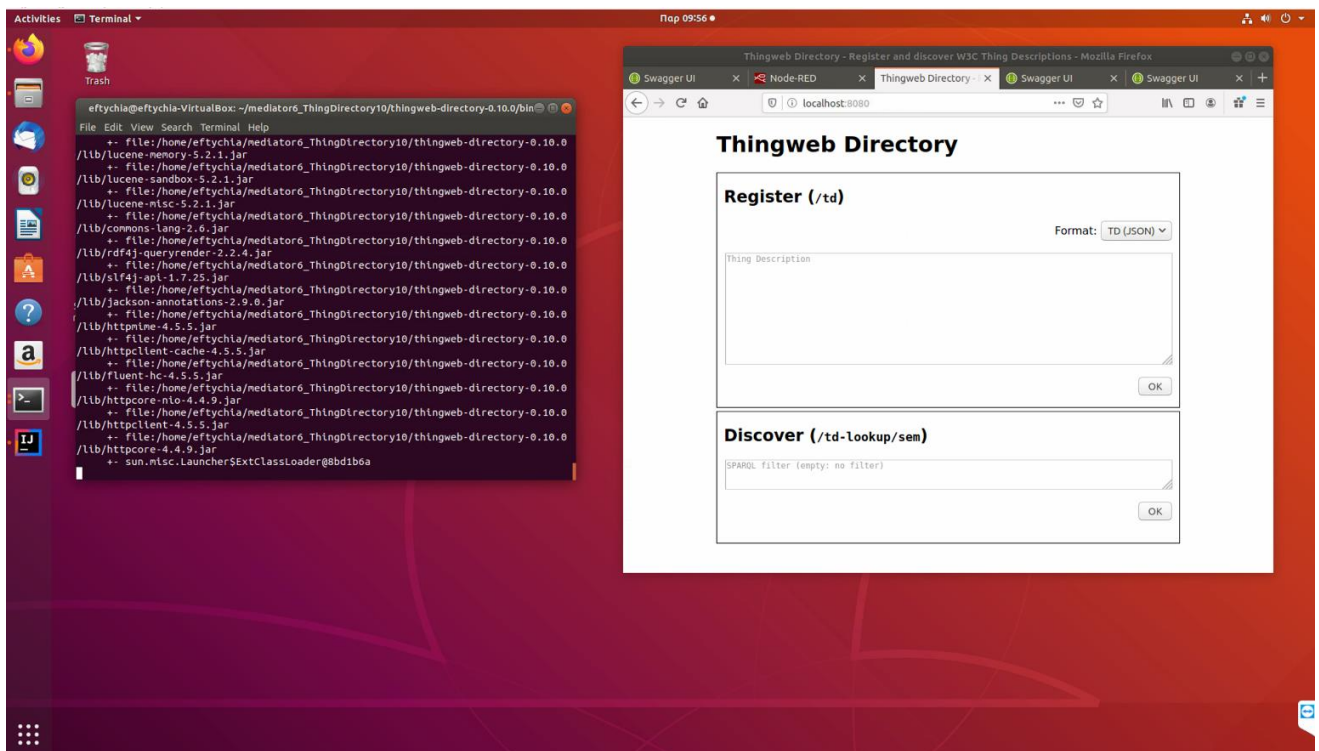 Activities Terminal Παρ 09:56
Trash
eftychia@eftychia-VirtualBox: ~/mediator6_ThingDirectory10/thingweb-directory-0.10.0/bin
File Edit View Search Terminal Help
+- file:/home/eftychia/mediator6_ThingDirectory10/thingweb-directory-0.10.0
/lib/lucene-memory-5.2.1.jar
+- file:/home/eftychia/mediator6_ThingDirectory10/thingweb-directory-0.10.0
/lib/lucene-sandbox-5.2.1.jar
+- file:/home/eftychia/mediator6_ThingDirectory10/thingweb-directory-0.10.0
/lib/lucene-misc-5.2.1.jar
+- file:/home/eftychia/mediator6_ThingDirectory10/thingweb-directory-0.10.0
/lib/commons-lang-2.6.jar
+- file:/home/eftychia/mediator6_ThingDirectory10/thingweb-directory-0.10.0
/lib/rdf4j-queryrender-2.2.4.jar
+- file:/home/eftychia/mediator6_ThingDirectory10/thingweb-directory-0.10.0
/lib/slf4j-api-1.7.25.jar
+- file:/home/eftychia/mediator6_ThingDirectory10/thingweb-directory-0.10.0
/lib/jackson-annotations-2.9.0.jar
+- file:/home/eftychia/mediator6_ThingDirectory10/thingweb-directory-0.10.0
/lib/httpmime-4.5.5.jar
+- file:/home/eftychia/mediator6_ThingDirectory10/thingweb-directory-0.10.0
/lib/httpclient-cache-4.5.5.jar
+- file:/home/eftychia/mediator6_ThingDirectory10/thingweb-directory-0.10.0
/lib/fluent-hc-4.5.5.jar
+- file:/home/eftychia/mediator6_ThingDirectory10/thingweb-directory-0.10.0
/lib/httpcore-nio-4.4.9.jar
+- file:/home/eftychia/mediator6_ThingDirectory10/thingweb-directory-0.10.0
/lib/httpclient-4.5.5.jar
+- file:/home/eftychia/mediator6_ThingDirectory10/thingweb-directory-0.10.0
/lib/httpcore-4.4.9.jar
+- sun.misc.Launcher$ExtClassLoader@8bd1b6a
Thingweb Directory - Register and discover W3C Thing Descriptions - Mozilla Firefox
Swagger UI Node-RED Thingweb Directory - Swagger UI Swagger UI
localhost:8080
Thingweb Directory
Register (/td)
Format: TD (JSON)
Thing Description
OK
Discover (/td-lookup/sem)
SPARQL filter (empty: no filter)
OK